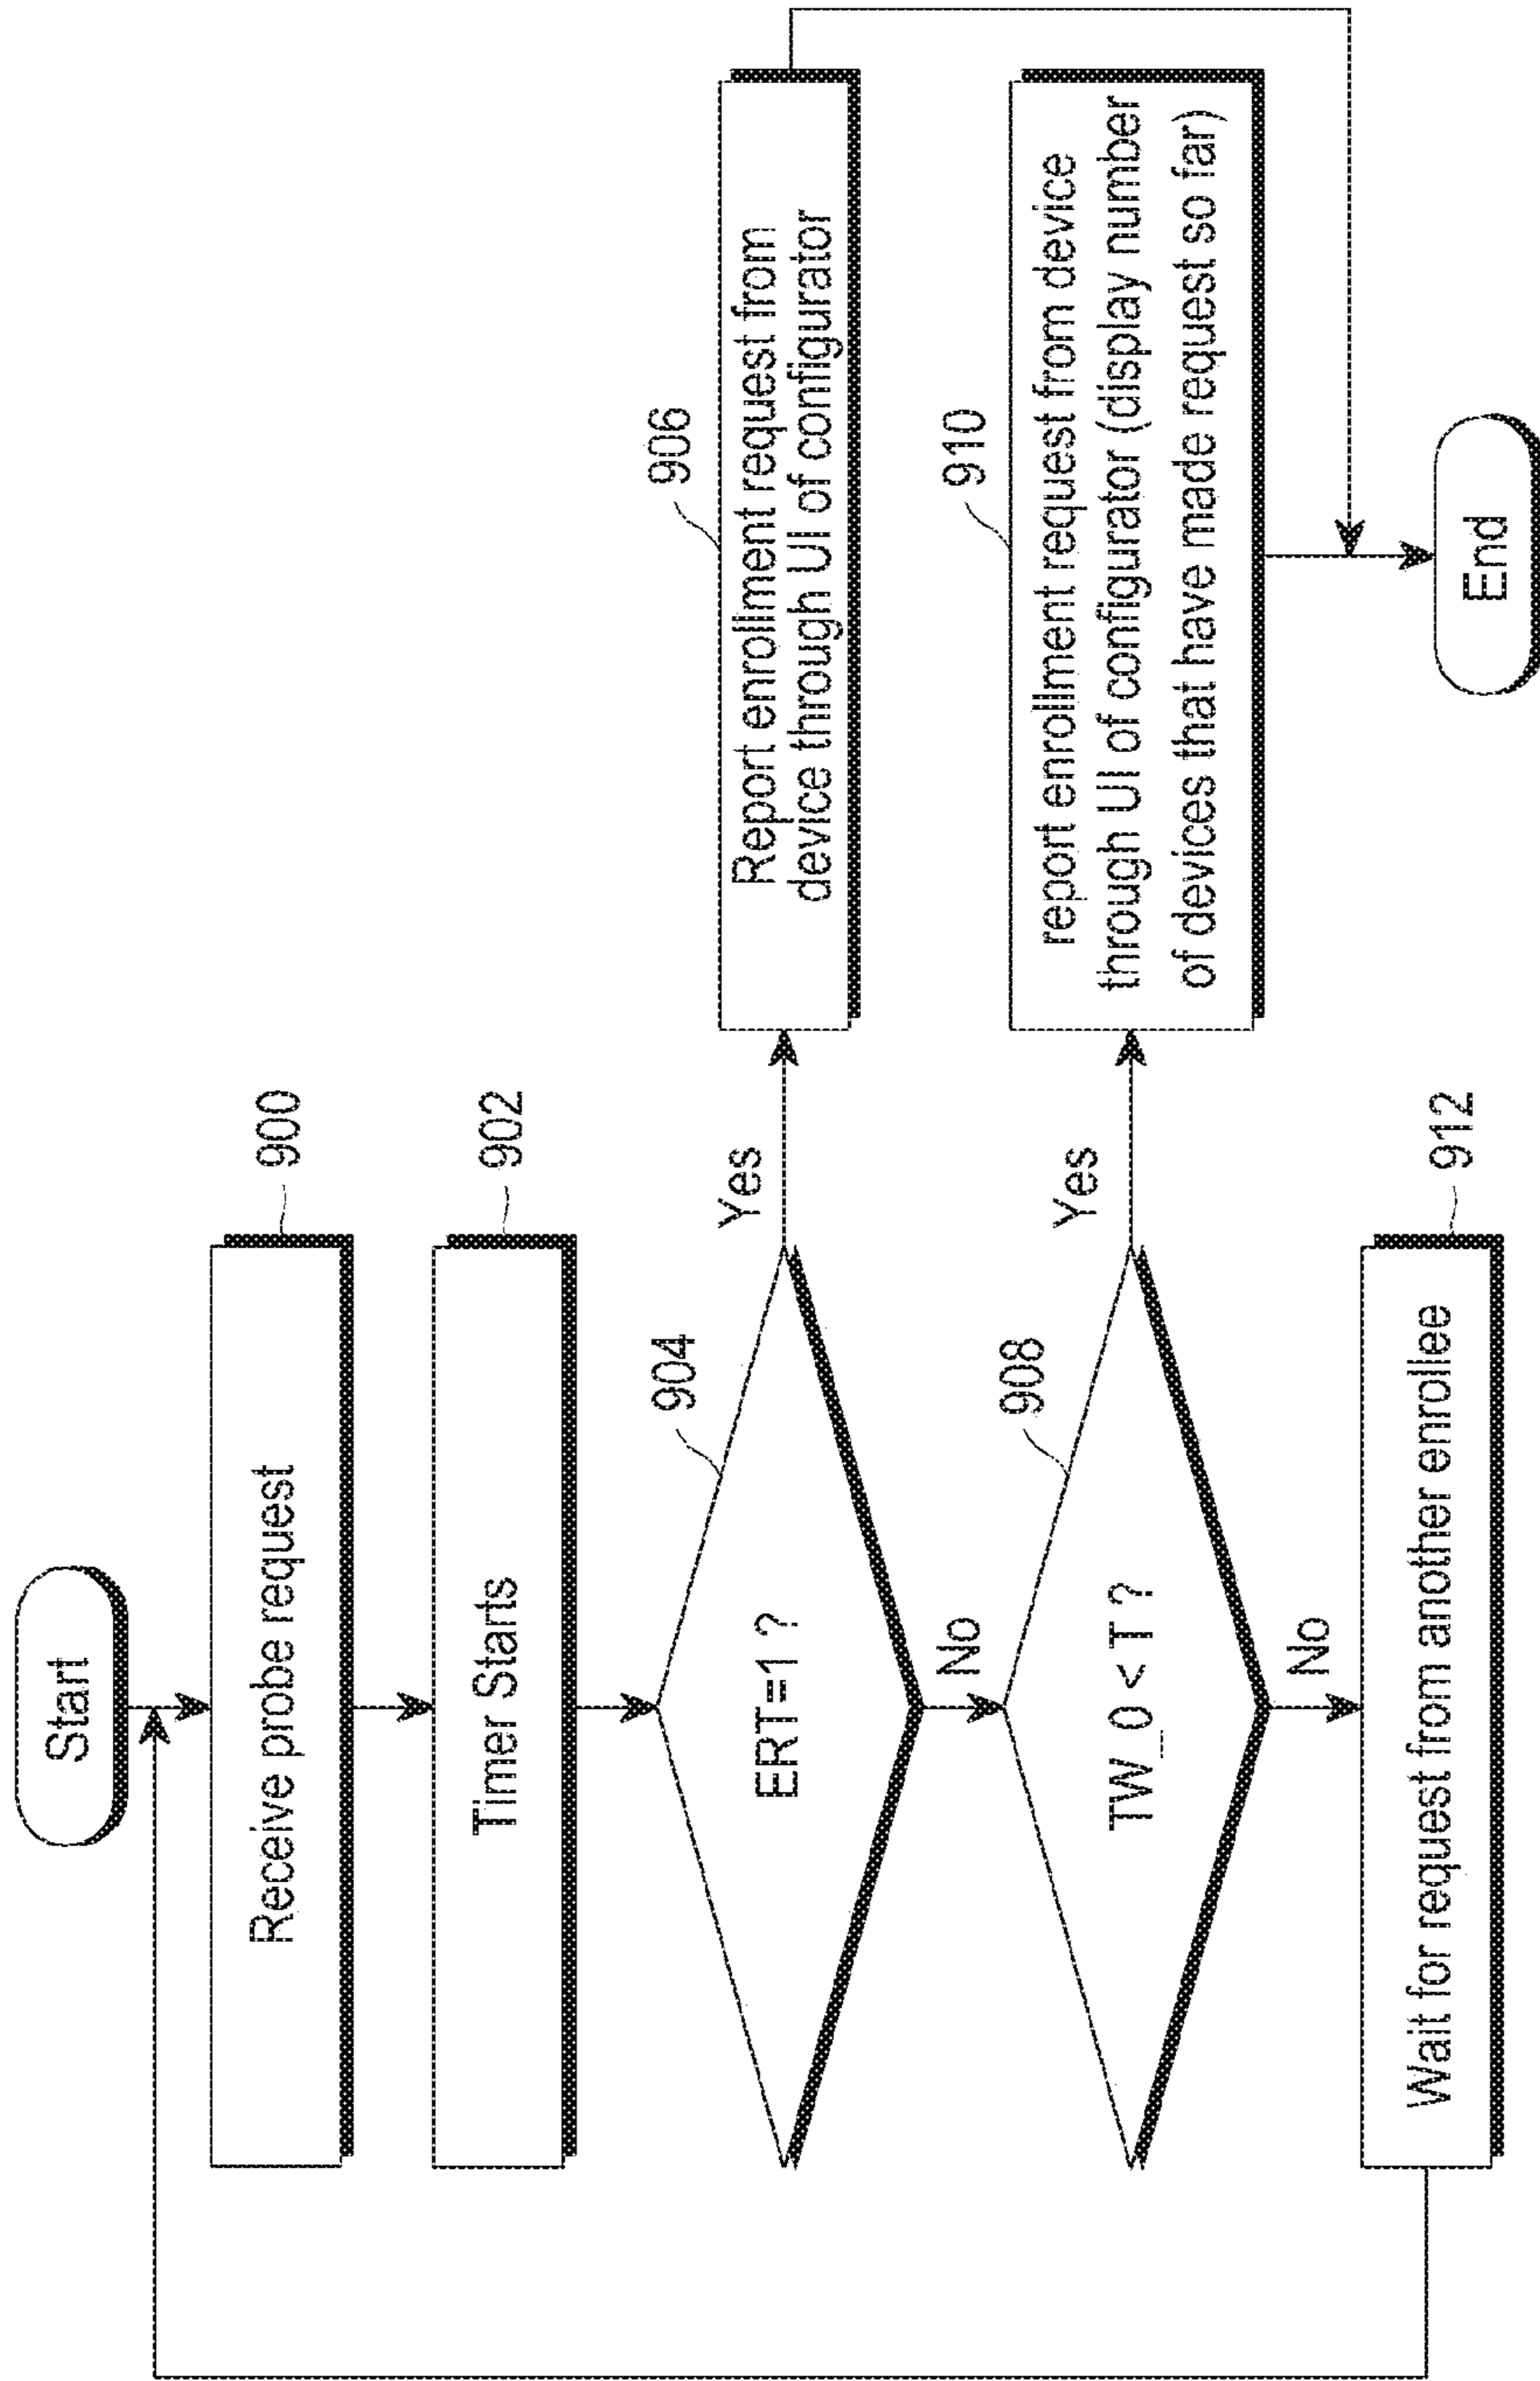 Start
Receive probe request
900
Timer Starts
902
ERT=1 ?
904
Yes
No
Report enrollment request from
device through UI of configurator
906
TW_0 < T ?
908
Yes
No
report enrollment request from device
through UI of configurator (display number
of devices that have made request so far)
910
Wait for request from another enrollee
912
End